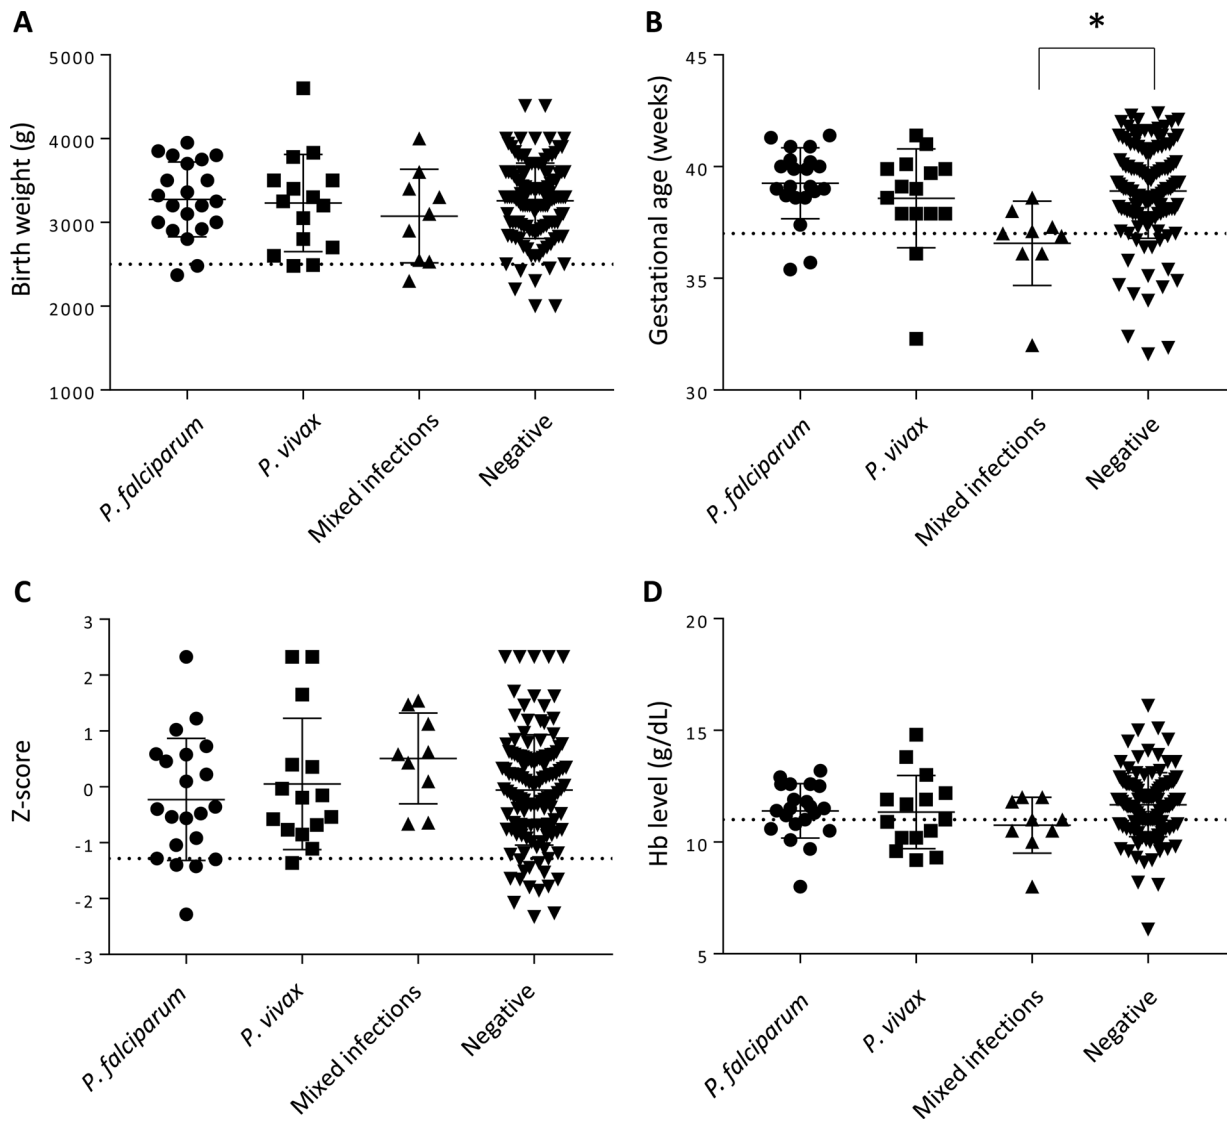 A
Birth weight (g)
5000
4000
3000
2000
1000
P. falciparum
P. vivax
Mixed infections
Negative
B
*
Gestational age (weeks)
45
40
35
30
P. falciparum
P. vivax
Mixed infections
Negative
C
Z-score
3
2
1
0
-1
-2
-3
P. falciparum
P. vivax
Mixed infections
Negative
D
Hb level (g/dL)
20
15
10
5
P. falciparum
P. vivax
Mixed infections
Negative